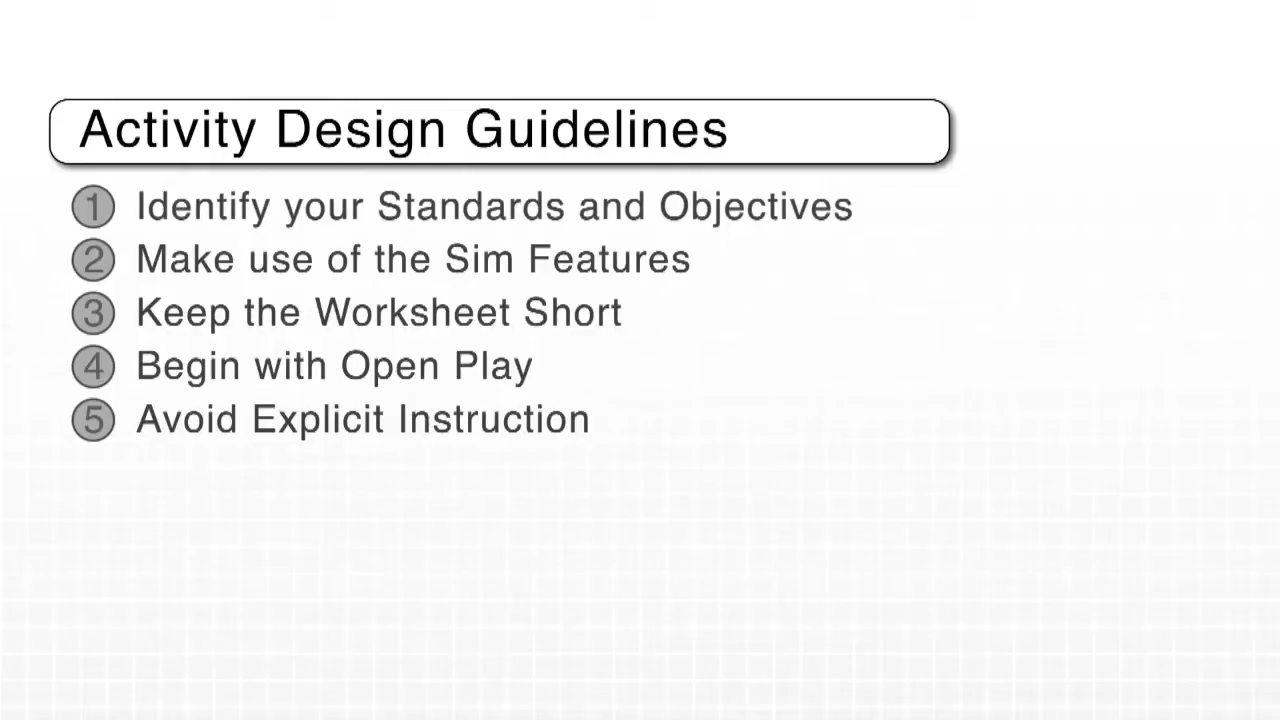 Activity Design Guidelines
1 Identify your Standards and Objectives
2 Make use of the Sim Features
3 Keep the Worksheet Short
4 Begin with Open Play
5 Avoid Explicit Instruction